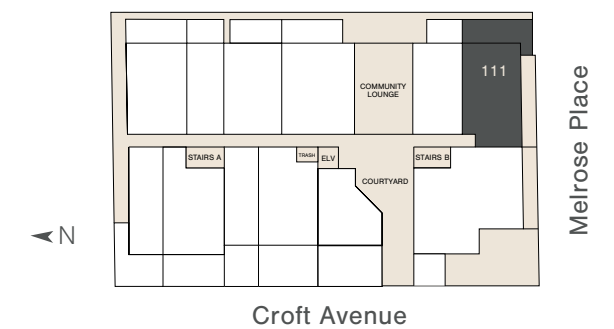 111
COMMUNITY
LOUNGE
STAIRS A
TRASH
ELV
STAIRS B
COURTYARD
Melrose Place
N
Croft Avenue